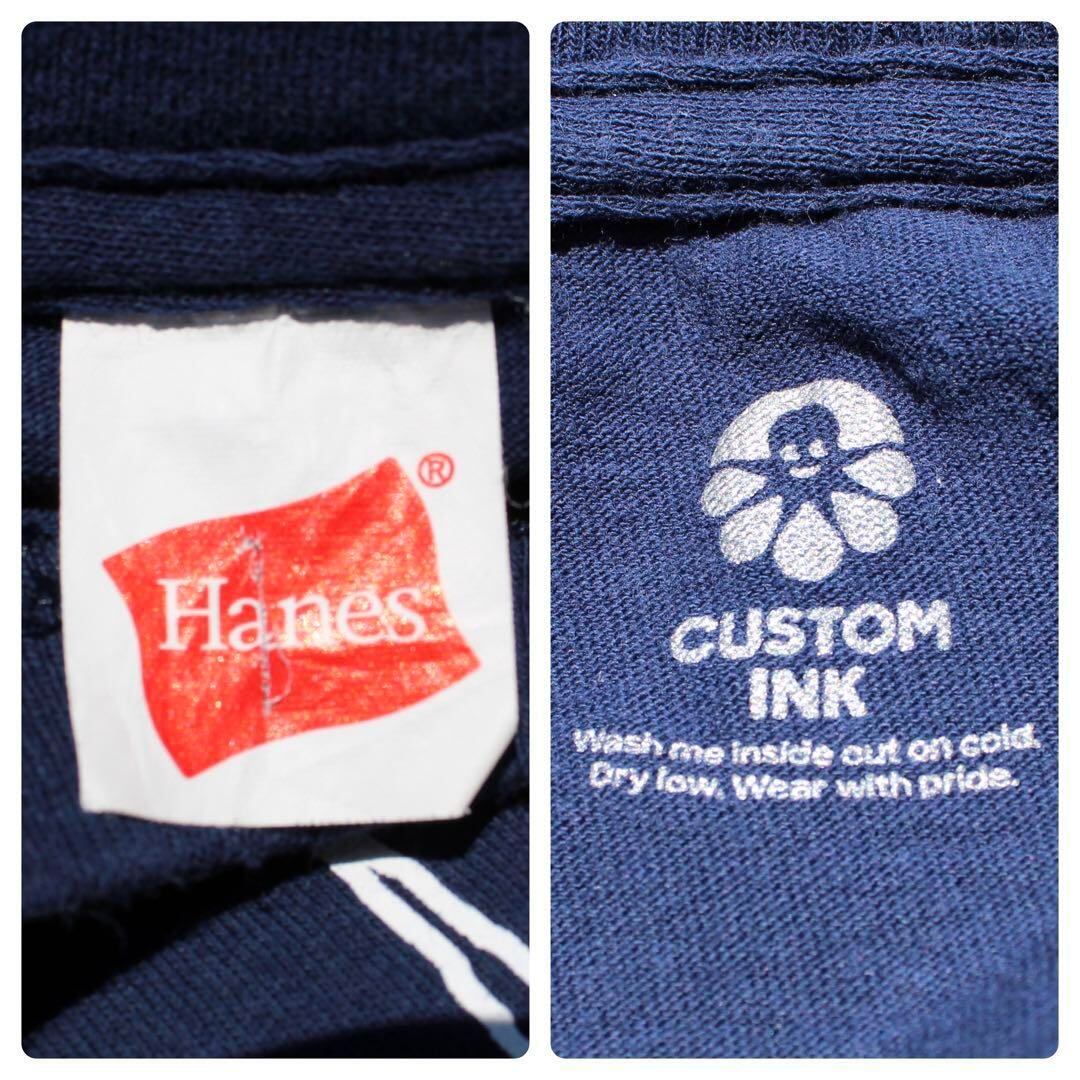 Hanes®
CUSTOM
INK
Wash me inside out on cold.
Dry low. Wear with pride.